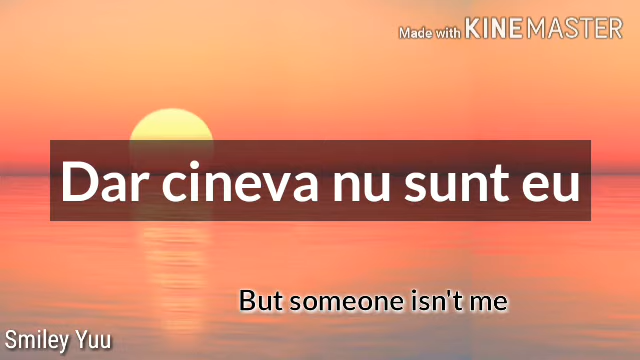 Made with KINEMASTER
Dar cineva nu sunt eu
But someone isn't me
Smiley Yuu